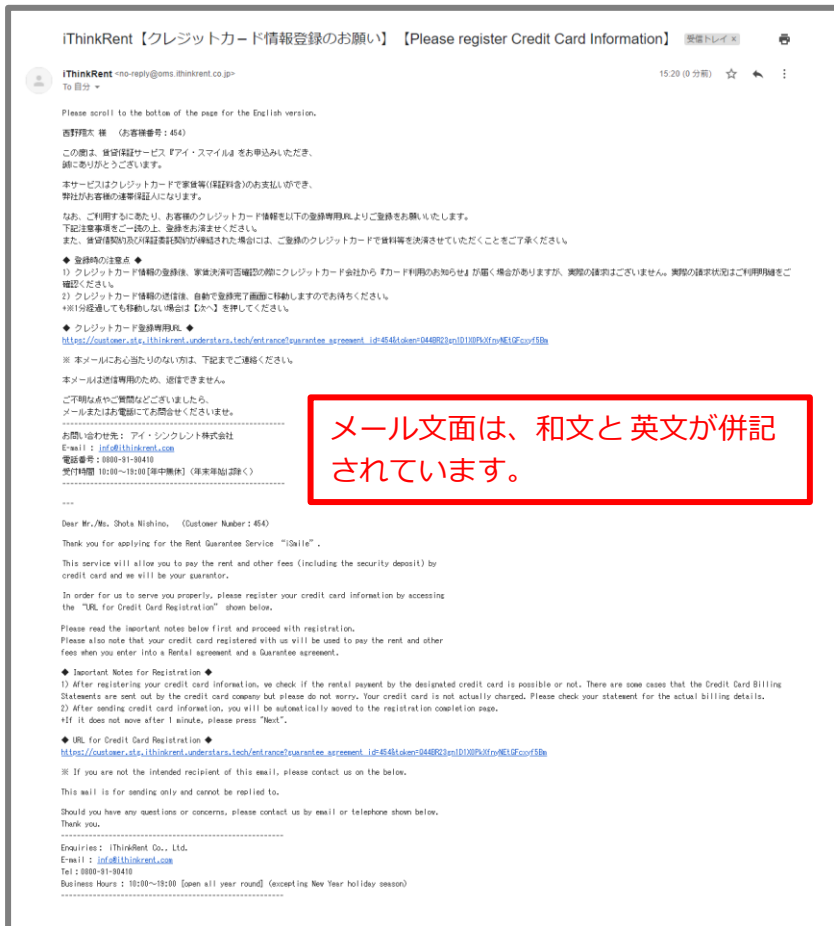 iThinkRent【クレジットカード情報登録のお願い】【Please register Credit Card Information】 受信トレイ ×
iThinkRent <no-reply@oms.ithinkrent.co.jp>
15:20 (0 分前)
To 自分
Please scroll to the bottom of the page for the English version.
西野翔太 様 （お客様番号：454）
この度は、賃貸保証サービス『アイ・スマイル』をお申込みいただき、
誠にありがとうございます。
本サービスはクレジットカードで家賃等(保証料含)のお支払いができ、
弊社がお客様の連帯保証人になります。
なお、ご利用するにあたり、お客様のクレジットカード情報を以下の登録専用URLよりご登録をお願いいたします。
下記注意事項をご一読の上、登録をお済ませください。
また、賃貸借契約及び保証委託契約が締結された場合には、ご登録のクレジットカードで賃料等を決済させていただくことをご了承ください。
◆ 登録時の注意点 ◆
1) クレジットカード情報の登録後、家賃決済可否確認の際にクレジットカード会社から『カード利用のお知らせ』が届く場合がありますが、実際の請求はございません。実際の請求状況はご利用明細をご
確認ください。
2) クレジットカード情報の送信後、自動で登録完了画面に移動しますのでお待ちください。
*※1分経過しても移動しない場合は【次へ】を押してください。
◆ クレジットカード登録専用URL ◆
https://customer.stg.ithinkrent.understars.tech/entrance?guarantee_agreement_id=454&token=
※ 本メールにお心当たりのない方は、下記までご連絡ください。
本メールは送信専用のため、返信できません。
ご不明な点やご質問などございましたら、
メールまたはお電話にてお問合せくださいませ。
お問い合わせ先： アイ・シンクレント株式会社
E-mail : info@ithinkrent.com
電話番号：0800-91-90410
受付時間 10:00～19:00[年中無休]（年末年始は除く）
メール文面は、和文と英文が併記
されています。
---
Dear Mr./Ms. Shota Nishino, （Customer Number：454）
Thank you for applying for the Rent Guarantee Service “iSmile”.
This service will allow you to pay the rent and other fees (including the security deposit) by
credit card and we will be your guarantor.
In order for us to serve you properly, please register your credit card information by accessing
the “URL for Credit Card Registration” shown below.
Please read the important notes below first and proceed with registration.
Please also note that your credit card registered with us will be used to pay the rent and other
fees when you enter into a Rental agreement and a Guarantee agreement.
◆ Important Notes for Registration ◆
1) After registering your credit card information, we check if the rental payment by the designated credit card is possible or not. There are some cases that the Credit Card Billing
Statements are sent out by the credit card company but please do not worry. Your credit card is not actually charged. Please check your statement for the actual billing details.
2) After sending credit card information, you will be automatically moved to the registration completion page.
*If it does not move after 1 minute, please press "Next".
◆ URL for Credit Card Registration ◆
https://customer.stg.ithinkrent.understars.tech/entrance?guarantee_agreement_id=454&token=
※ If you are not the intended recipient of this email, please contact us on the below.
This mail is for sending only and cannot be replied to.
Should you have any questions or concerns, please contact us by email or telephone shown below.
Thank you.
Enquiries: iThinkRent Co., Ltd.
E-mail : info@ithinkrent.com
Tel：0800-91-90410
Business Hours : 10:00～19:00 [open all year round] (excepting New Year holiday season)